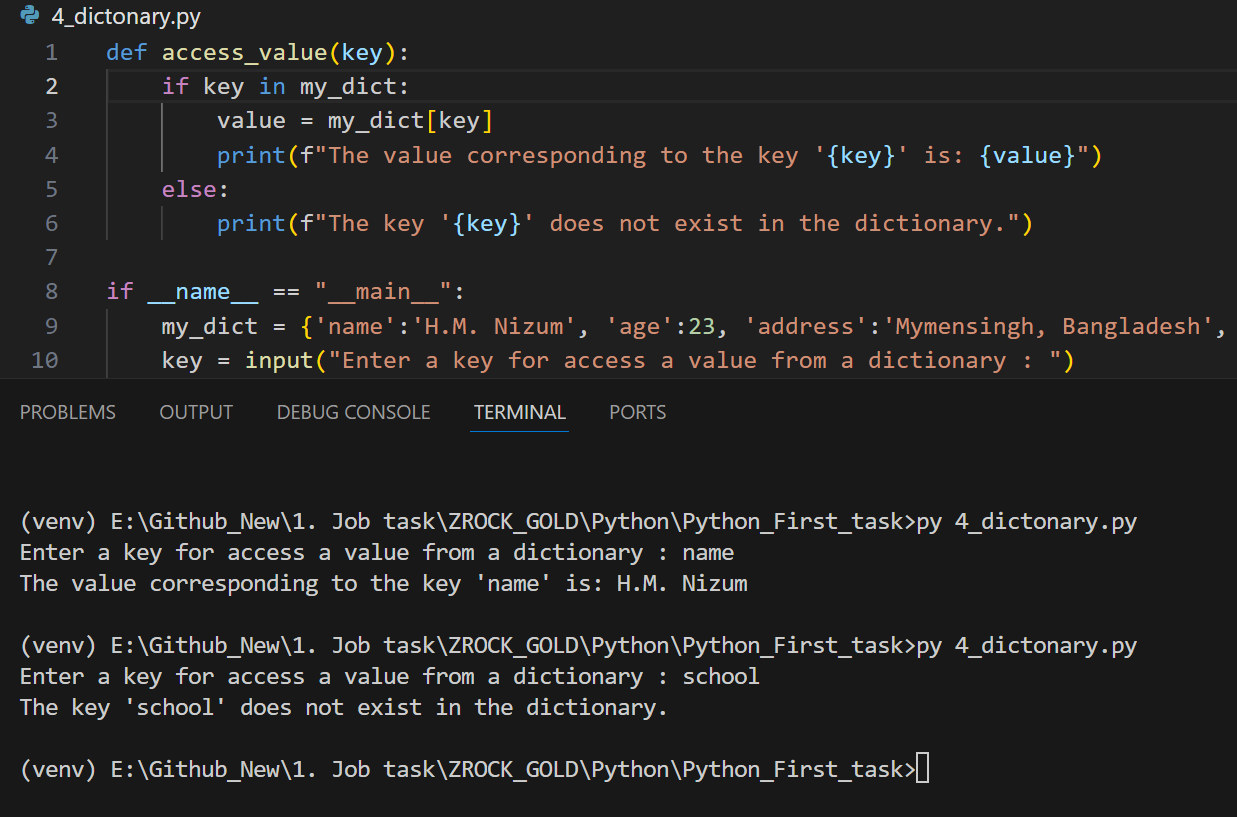 4_dictonary.py
1 def access_value(key):
2     if key in my_dict:
3         value = my_dict[key]
4         print(f"The value corresponding to the key '{key}' is: {value}")
5     else:
6         print(f"The key '{key}' does not exist in the dictionary.")
7
8 if __name__ == "__main__":
9     my_dict = {'name':'H.M. Nizum', 'age':23, 'address':'Mymensingh, Bangladesh',
10     key = input("Enter a key for access a value from a dictionary : ")
PROBLEMS OUTPUT DEBUG CONSOLE TERMINAL PORTS
(venv) E:\Github_New\1. Job task\ZROCK_GOLD\Python\Python_First_task>py 4_dictonary.py
Enter a key for access a value from a dictionary : name
The value corresponding to the key 'name' is: H.M. Nizum
(venv) E:\Github_New\1. Job task\ZROCK_GOLD\Python\Python_First_task>py 4_dictonary.py
Enter a key for access a value from a dictionary : school
The key 'school' does not exist in the dictionary.
(venv) E:\Github_New\1. Job task\ZROCK_GOLD\Python\Python_First_task>